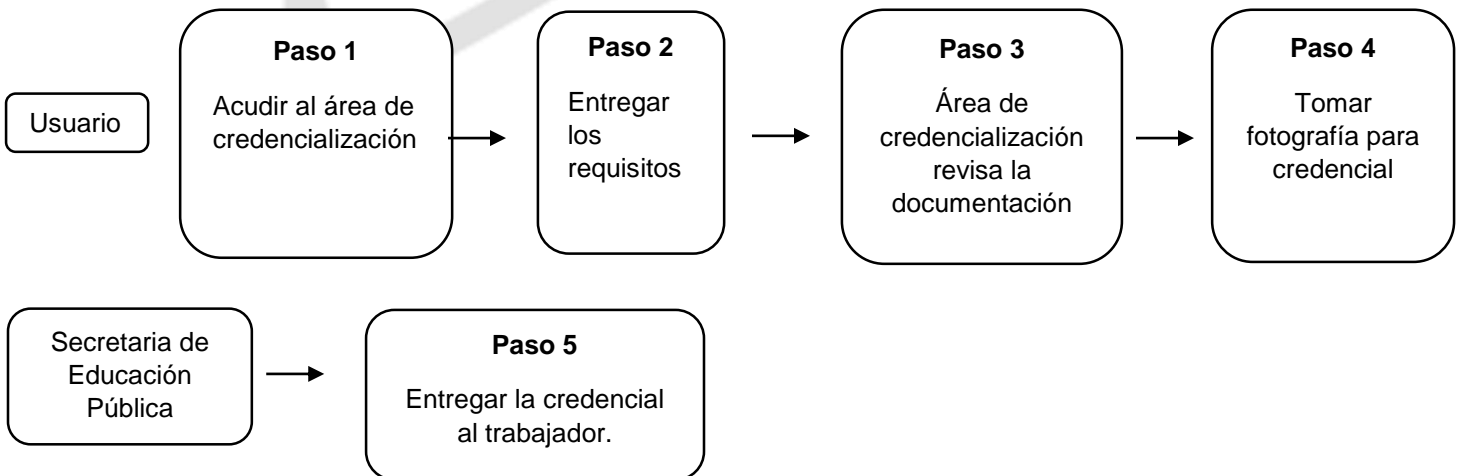 Usuario
Paso 1
Acudir al área de
credencialización
Paso 2
Entregar
los
requisitos
Paso 3
Área de
credencialización
revisa la
documentación
Paso 4
Tomar
fotografía para
credencial
Secretaria de
Educación
Pública
Paso 5
Entregar la credencial
al trabajador.